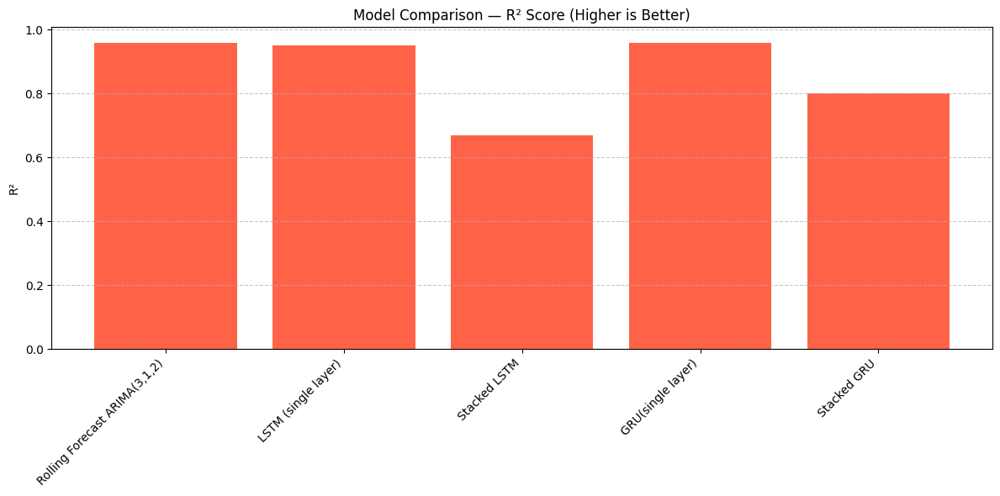 Model Comparison — R² Score (Higher is Better)
R²
1.0
0.8
0.6
0.4
0.2
0.0
Rolling Forecast ARIMA(3,1,2)
LSTM (single layer)
Stacked LSTM
GRU(single layer)
Stacked GRU